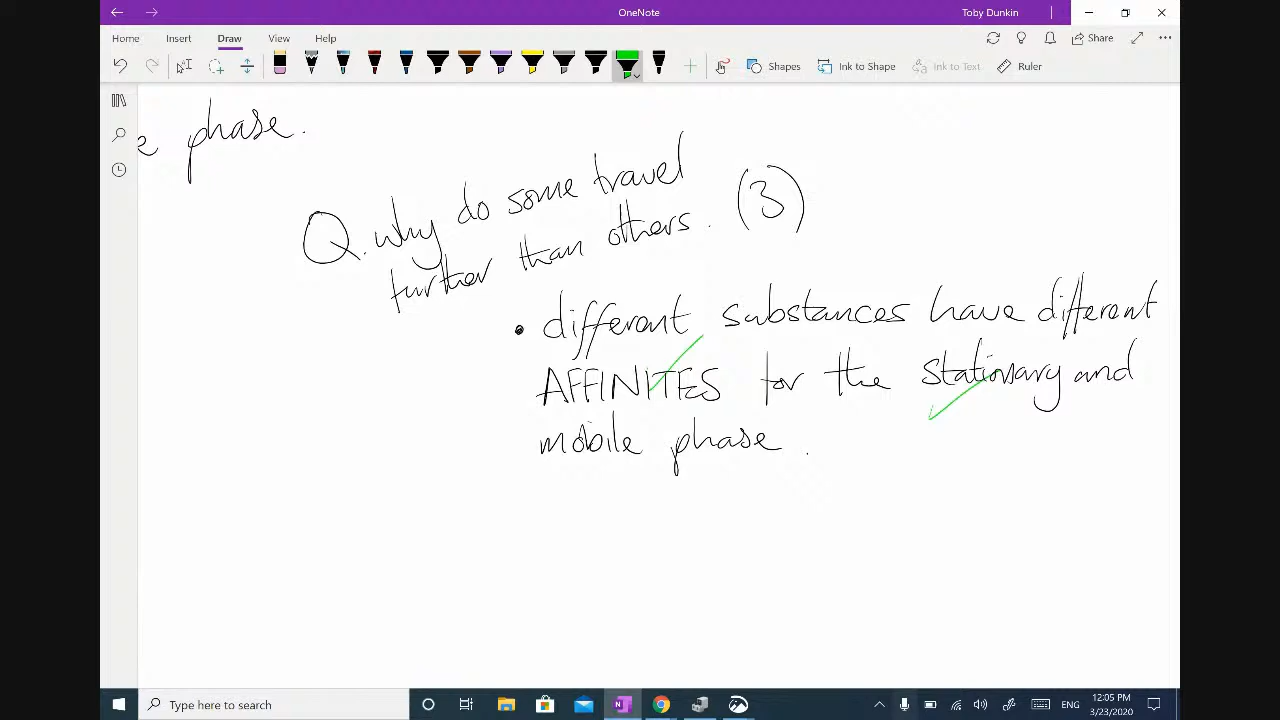 OneNote
Toby Dunkin
Home Insert Draw View Help
Share
Shapes
Ink to Shape
Ink to Text
Ruler
e phase.
Q. why do some travel
further than others. (3)
• different substances have different
AFFINITES for the stationary and
mobile phase.
Type here to search
ENG
12:05 PM
3/23/2020